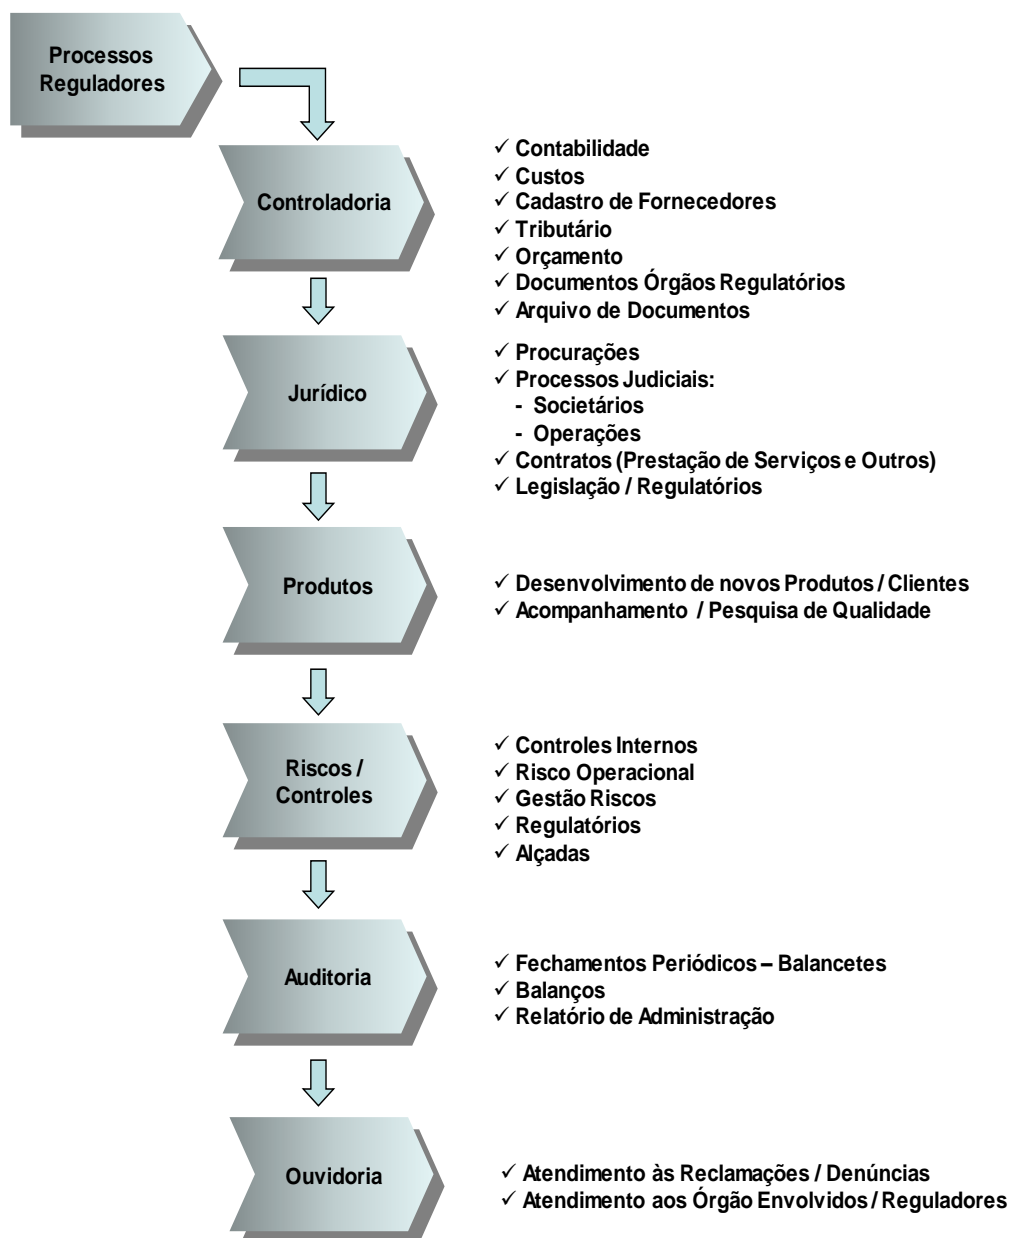 Processos
Reguladores
Controladoria
✓ Contabilidade
✓ Custos
✓ Cadastro de Fornecedores
✓ Tributário
✓ Orçamento
✓ Documentos Órgãos Regulatórios
✓ Arquivo de Documentos
Jurídico
✓ Procurações
✓ Processos Judiciais:
- Societários
- Operações
✓ Contratos (Prestação de Serviços e Outros)
✓ Legislação / Regulatórios
Produtos
✓ Desenvolvimento de novos Produtos / Clientes
✓ Acompanhamento / Pesquisa de Qualidade
Riscos /
Controles
✓ Controles Internos
✓ Risco Operacional
✓ Gestão Riscos
✓ Regulatórios
✓ Alçadas
Auditoria
✓ Fechamentos Periódicos – Balancetes
✓ Balanços
✓ Relatório de Administração
Ouvidoria
✓ Atendimento às Reclamações / Denúncias
✓ Atendimento aos Órgão Envolvidos / Reguladores